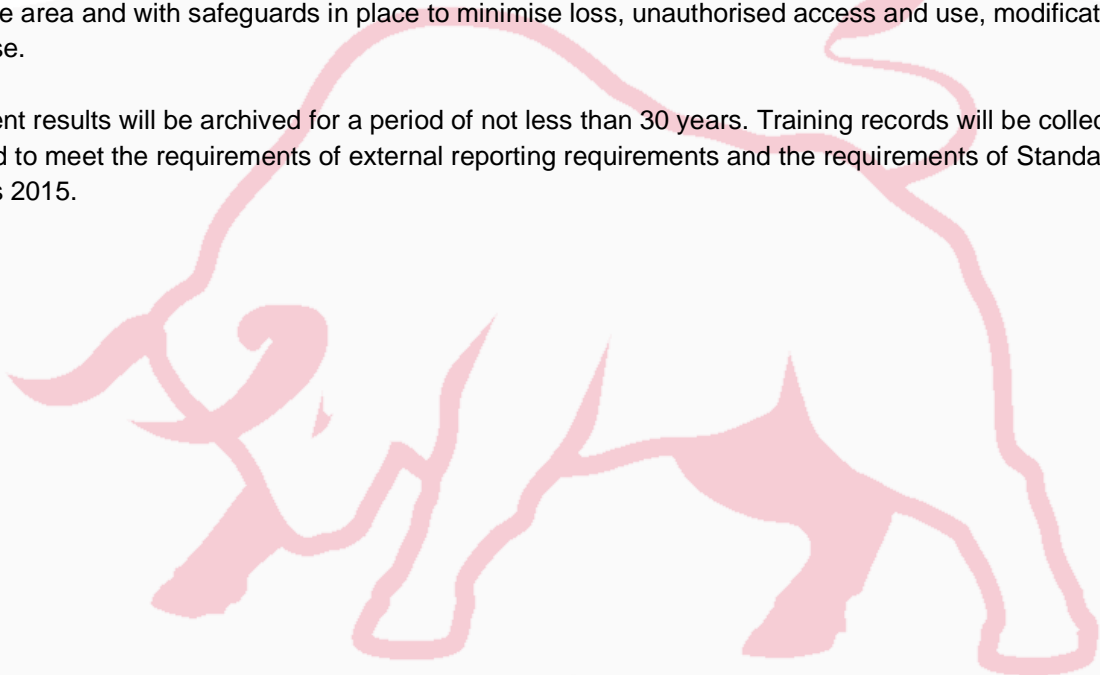 e area and with safeguards in place to minimise loss, unauthorised access and use, modificat
se.
ent results will be archived for a period of not less than 30 years. Training records will be collec
d to meet the requirements of external reporting requirements and the requirements of Standa
s 2015.